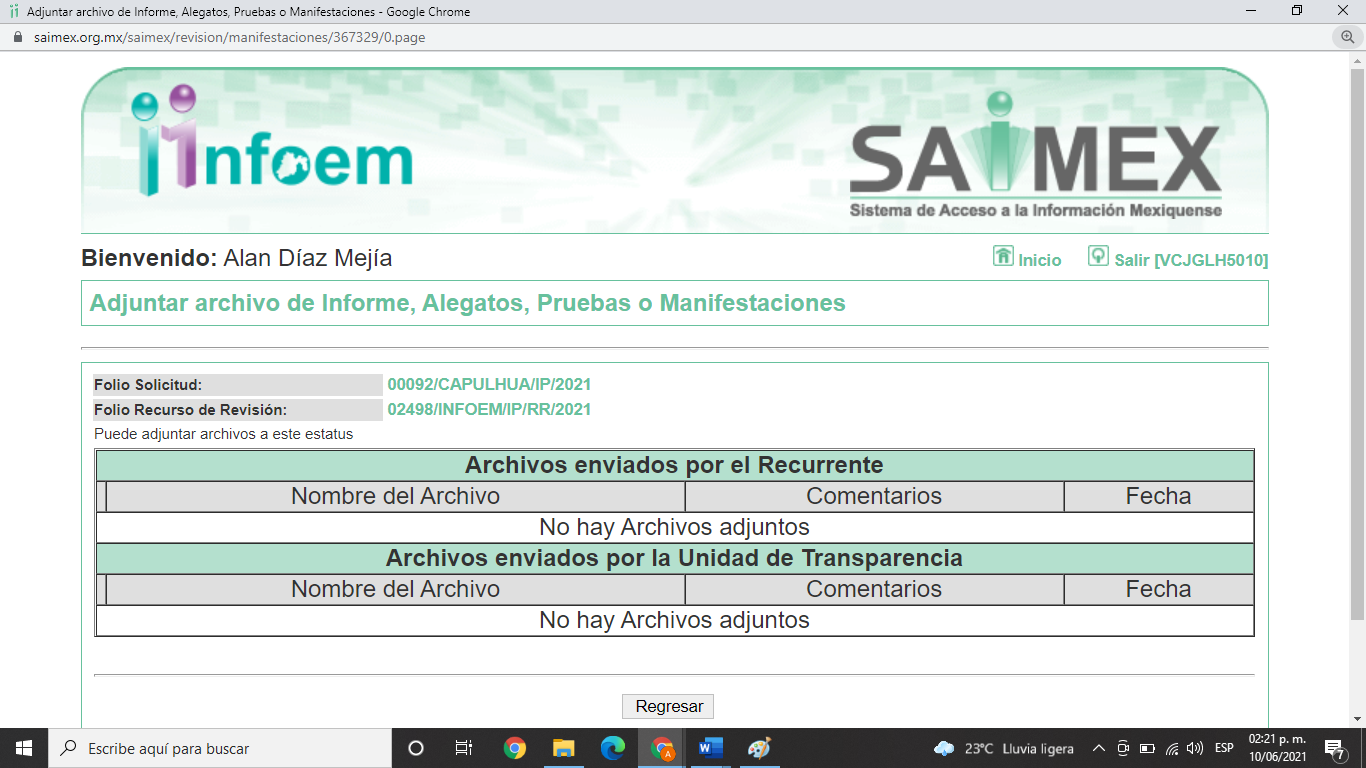 Adjuntar archivo de Informe, Alegatos, Pruebas o Manifestaciones - Google Chrome
saimex.org.mx/saimex/revision/manifestaciones/367329/0.page
infoem
SAIMEX
Sistema de Acceso a la Información Mexiquense
Bienvenido: Alan Díaz Mejía
Inicio Salir [VCJGLH5010]
Adjuntar archivo de Informe, Alegatos, Pruebas o Manifestaciones
Folio Solicitud: 00092/CAPULHUA/IP/2021
Folio Recurso de Revisión: 02498/INFOEM/IP/RR/2021
Puede adjuntar archivos a este estatus
Archivos enviados por el Recurrente
Nombre del Archivo Comentarios Fecha
No hay Archivos adjuntos
Archivos enviados por la Unidad de Transparencia
Nombre del Archivo Comentarios Fecha
No hay Archivos adjuntos
Regresar
Escribe aquí para buscar
23°C Lluvia ligera
ESP
02:21 p. m.
10/06/2021
7